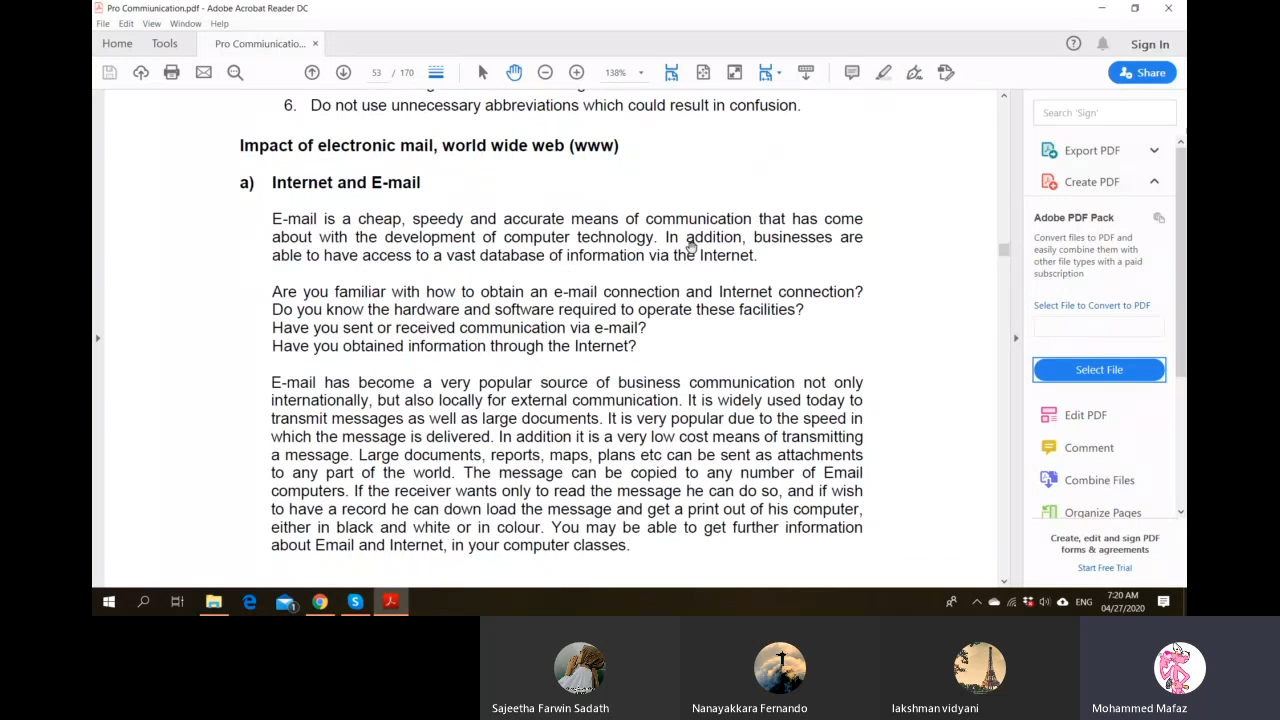 Pro Commiunication.pdf - Adobe Acrobat Reader DC
File Edit View Window Help
Home Tools Pro Commiunicatio... ×
Sign In
53 / 170
138%
Share
6. Do not use unnecessary abbreviations which could result in confusion.
Impact of electronic mail, world wide web (www)
a) Internet and E-mail
E-mail is a cheap, speedy and accurate means of communication that has come
about with the development of computer technology. In addition, businesses are
able to have access to a vast database of information via the Internet.
Are you familiar with how to obtain an e-mail connection and Internet connection?
Do you know the hardware and software required to operate these facilities?
Have you sent or received communication via e-mail?
Have you obtained information through the Internet?
E-mail has become a very popular source of business communication not only
internationally, but also locally for external communication. It is widely used today to
transmit messages as well as large documents. It is very popular due to the speed in
which the message is delivered. In addition it is a very low cost means of transmitting
a message. Large documents, reports, maps, plans etc can be sent as attachments
to any part of the world. The message can be copied to any number of Email
computers. If the receiver wants only to read the message he can do so, and if wish
to have a record he can down load the message and get a print out of his computer,
either in black and white or in colour. You may be able to get further information
about Email and Internet, in your computer classes.
Search 'Sign'
Export PDF
Create PDF
Adobe PDF Pack
Convert files to PDF and
easily combine them with
other file types with a paid
subscription
Select File to Convert to PDF
Select File
Edit PDF
Comment
Combine Files
Organize Pages
Create, edit and sign PDF
forms & agreements
Start Free Trial
1
ENG
7:20 AM
04/27/2020
Sajeetha Farwin Sadath
Nanayakkara Fernando
lakshman vidyani
Mohammed Mafaz